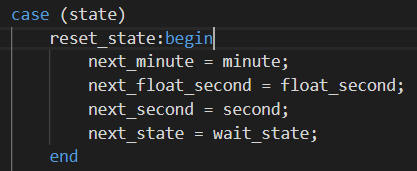 case (state)
reset_state:begin
next_minute = minute;
next_float_second = float_second;
next_second = second;
next_state = wait_state;
end